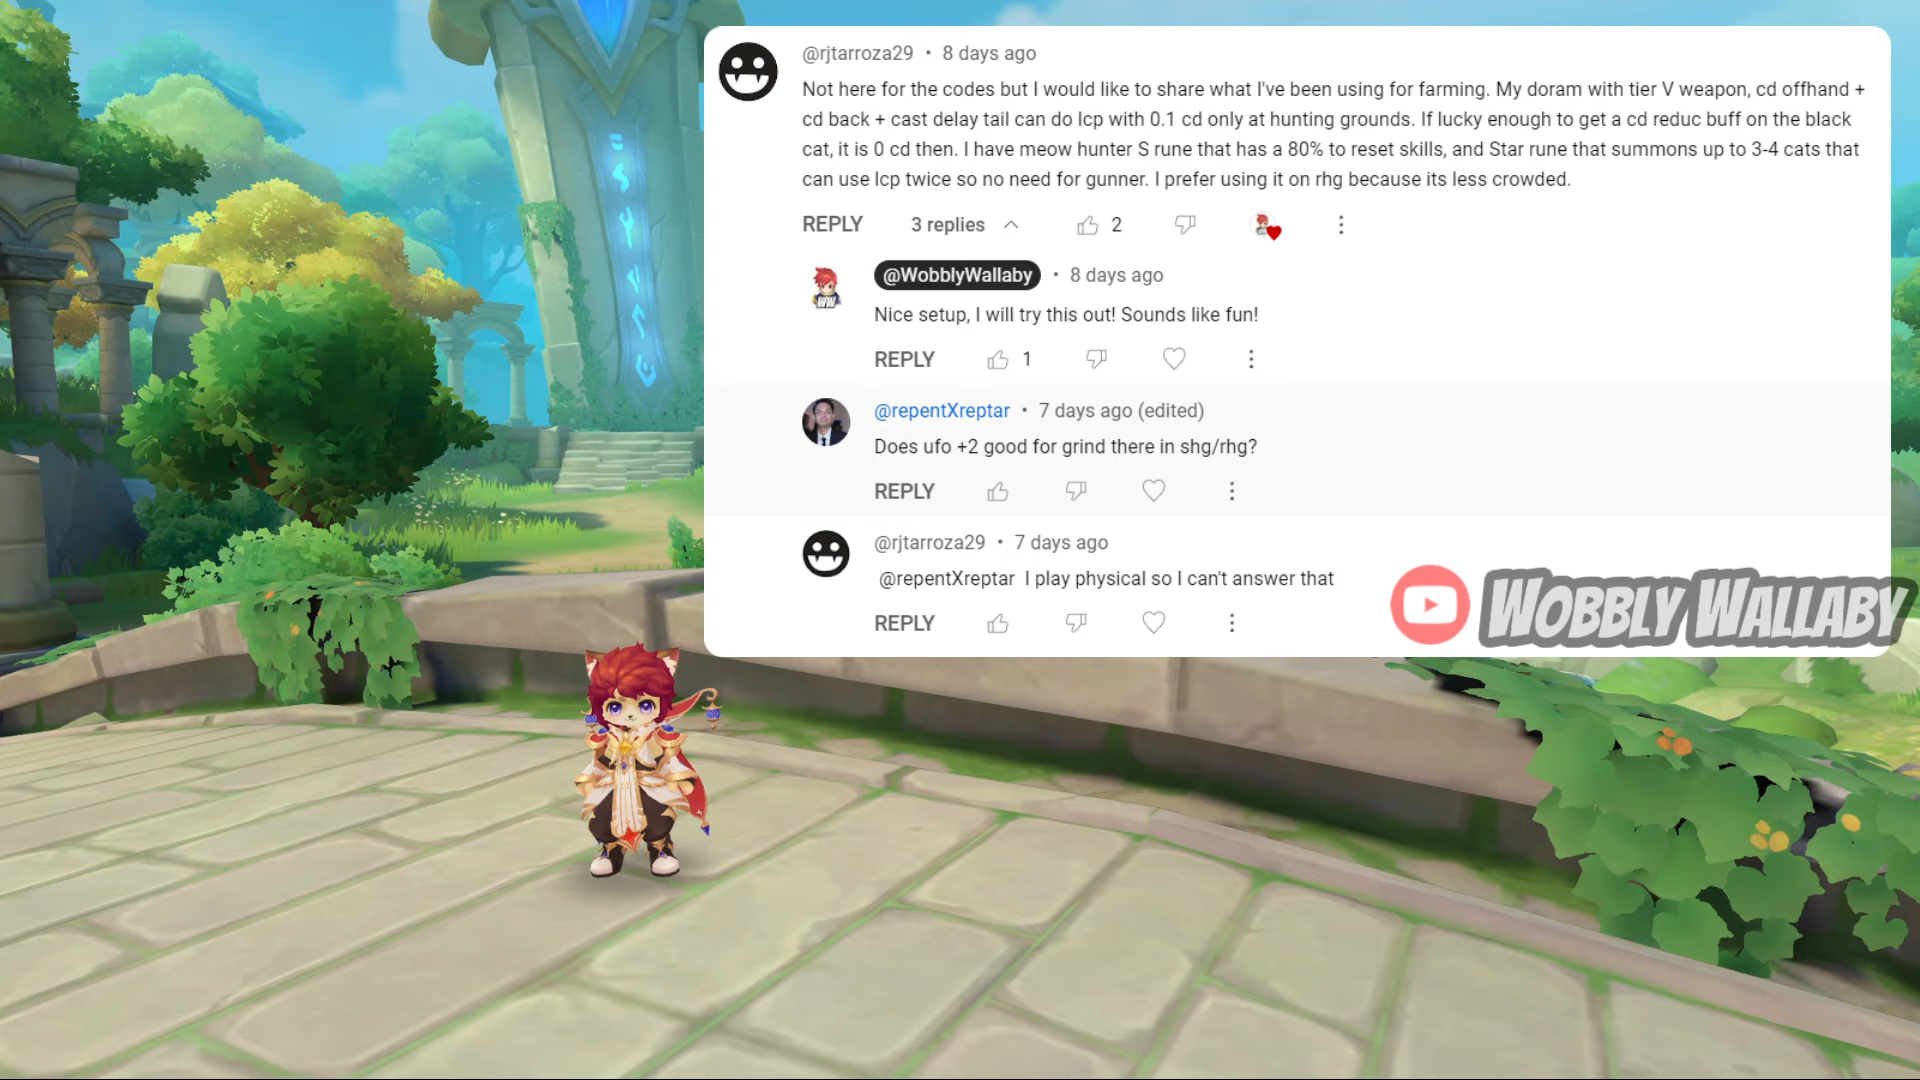 @rjtarroza29 • 8 days ago
Not here for the codes but I would like to share what I've been using for farming. My doram with tier V weapon, cd offhand +
cd back + cast delay tail can do lcp with 0.1 cd only at hunting grounds. If lucky enough to get a cd reduc buff on the black
cat, it is 0 cd then. I have meow hunter S rune that has a 80% to reset skills, and Star rune that summons up to 3-4 cats that
can use lcp twice so no need for gunner. I prefer using it on rhg because its less crowded.
REPLY 3 replies 2
@WobblyWallaby • 8 days ago
WW
Nice setup, I will try this out! Sounds like fun!
REPLY 1
@repentXreptar • 7 days ago (edited)
Does ufo +2 good for grind there in shg/rhg?
REPLY
@rjtarroza29 • 7 days ago
@repentXreptar I play physical so I can't answer that
REPLY
WOBBLY WALLABY